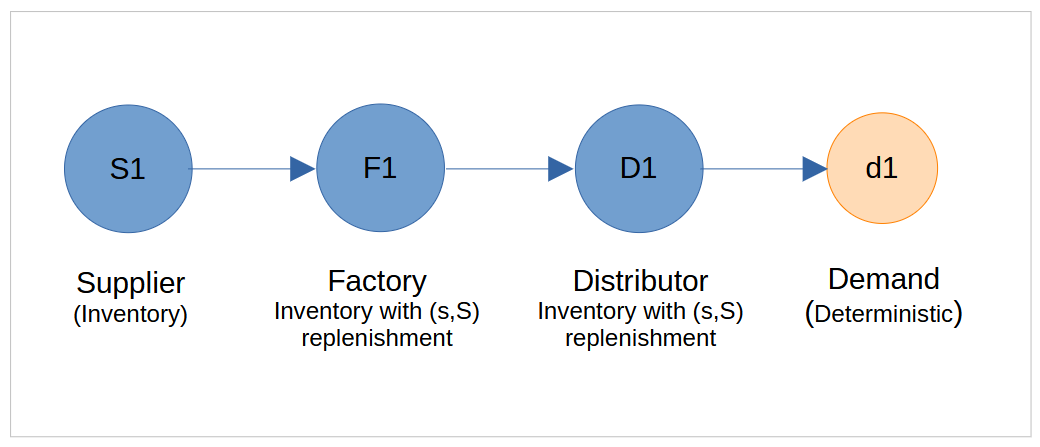 S1
F1
D1
d1
Supplier
(Inventory)
Factory
Inventory with (s,S)
replenishment
Distributor
Inventory with (s,S)
replenishment
Demand
(Deterministic)